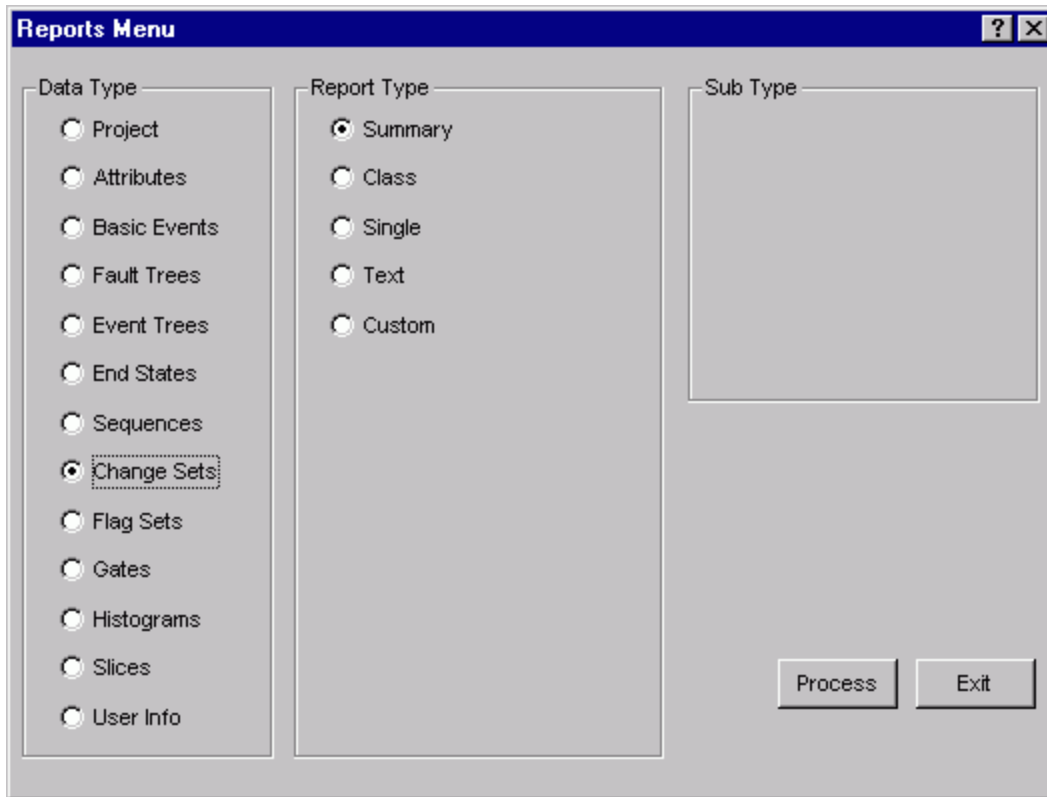 Reports Menu
Data Type
Project
Attributes
Basic Events
Fault Trees
Event Trees
End States
Sequences
Change Sets
Flag Sets
Gates
Histograms
Slices
User Info
Report Type
Summary
Class
Single
Text
Custom
Sub Type
Process
Exit